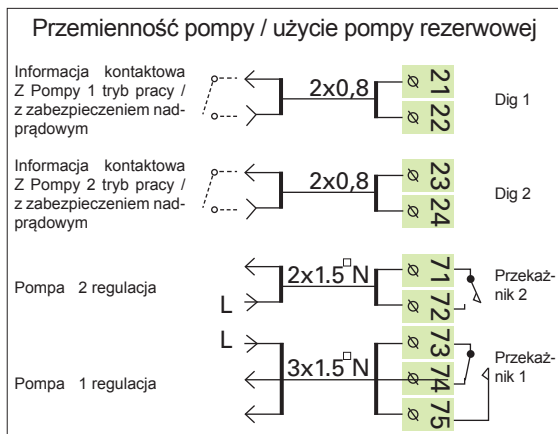 Przemienność pompy / użycie pompy rezerwowej
Informacja kontaktowa
Z Pompy 1 tryb pracy /
z zabezpieczeniem nad-
prądowym
2x0,8
21
22
Dig 1
Informacja kontaktowa
Z Pompy 2 tryb pracy /
z zabezpieczeniem nad-
prądowym
2x0,8
23
24
Dig 2
Pompa 2 regulacja
L
2x1.5□N
71
72
Przekaź-
nik 2
L
Pompa 1 regulacja
3x1.5□N
73
74
75
Przekaź-
nik 1